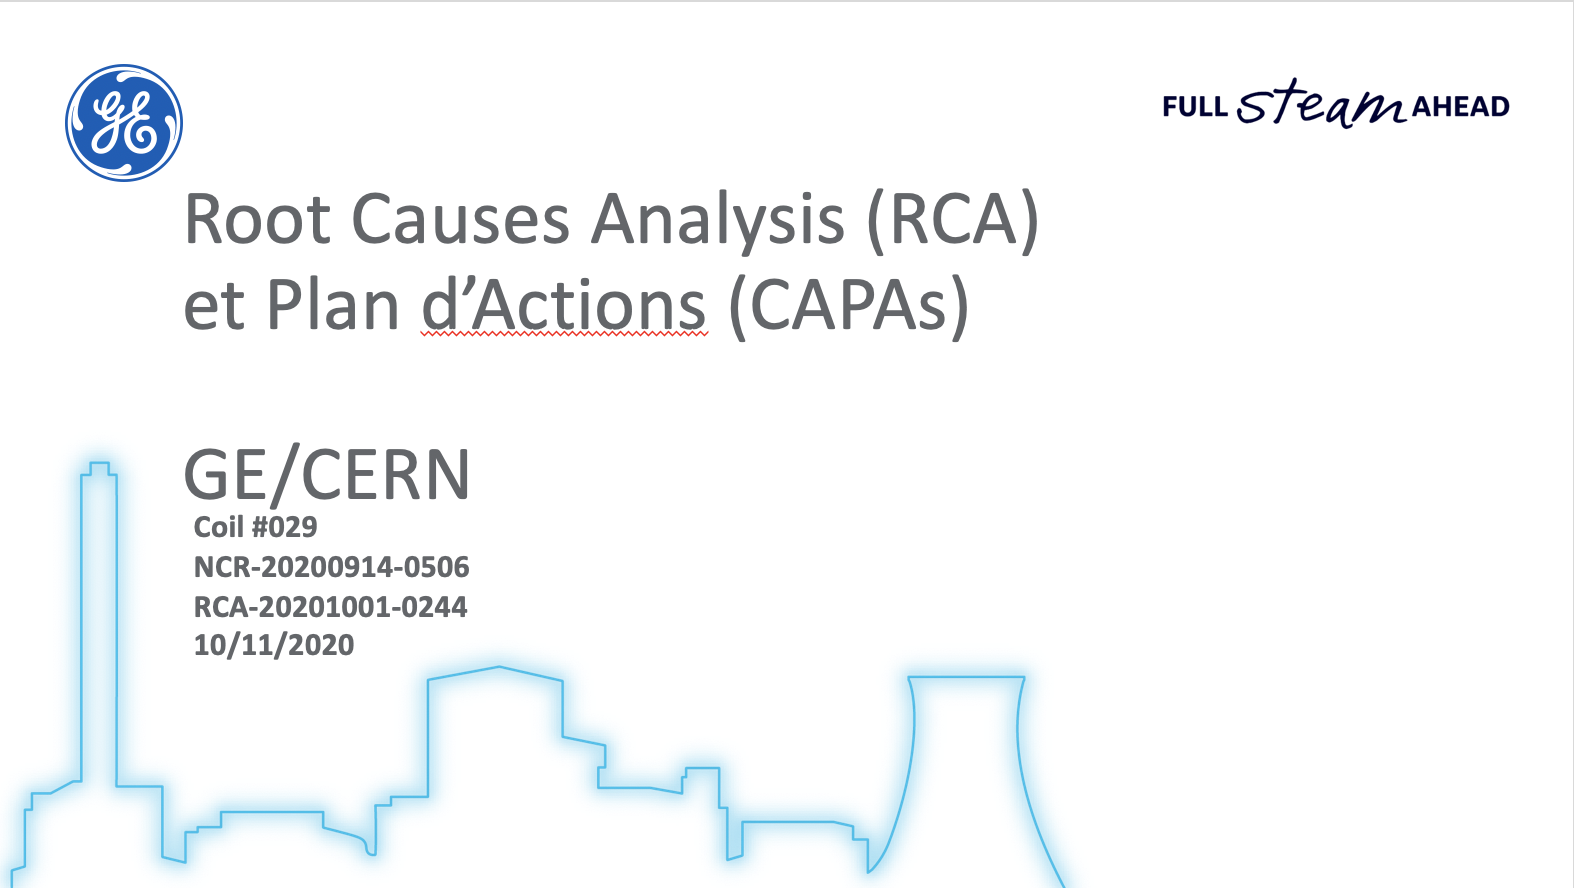 GE
FULL steam AHEAD
Root Causes Analysis (RCA)
et Plan d’Actions (CAPAs)
GE/CERN
Coil #029
NCR-20200914-0506
RCA-20201001-0244
10/11/2020